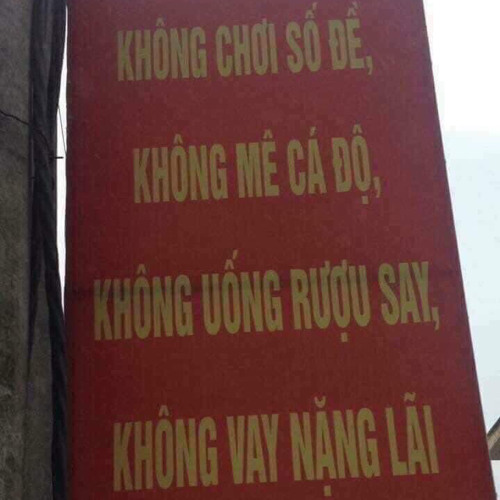 KHÔNG CHƠI SỐ ĐỀ,
KHÔNG MÊ CÁ ĐỘ,
KHÔNG UỐNG RƯỢU SAY,
KHÔNG VAY NẶNG LÃI